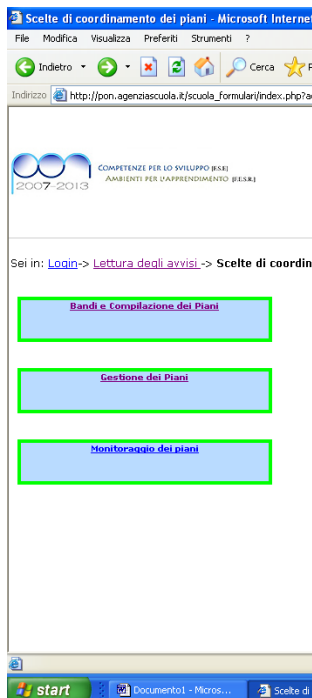 Scelte di coordinamento dei piani - Microsoft Internet
File Modifica Visualizza Preferiti Strumenti ?
Indietro Cerca
Indirizzo http://pon.agenziascuola.it/scuola_formulari/index.php?a
COMPETENZE PER LO SVILUPPO (FSE)
AMBIENTI PER L'APPRENDIMENTO (FESR)
2007-2013
Sei in: Login-> Lettura degli avvisi -> Scelte di coordin
Bandi e Compilazione dei Piani
Gestione dei Piani
Monitoraggio dei piani
start Documento1 - Micros... Scelte di